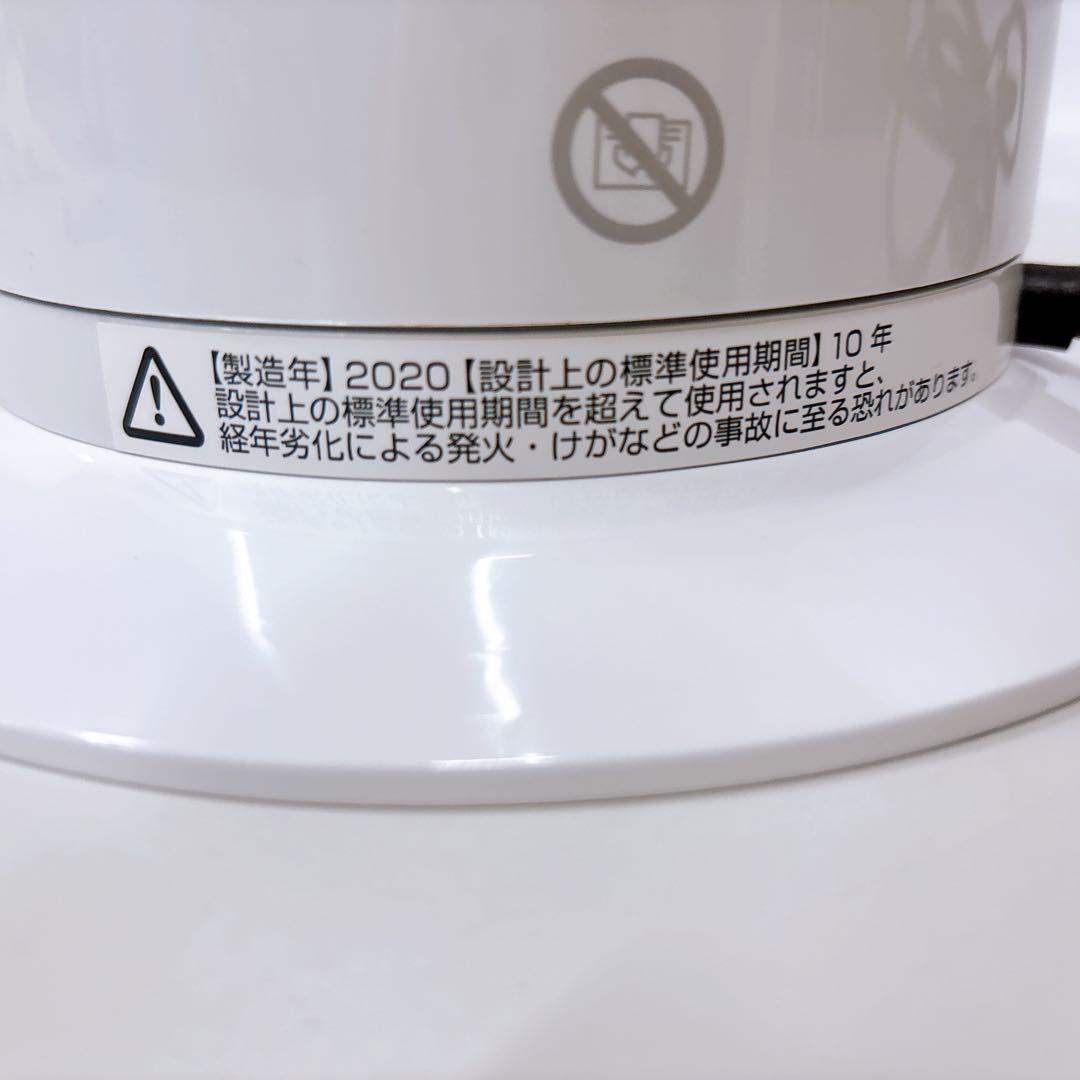 【製造年】2020【設計上の標準使用期間】10年
設計上の標準使用期間を超えて使用されますと、
経年劣化による発火・けがなどの事故に至る恐れがあります。